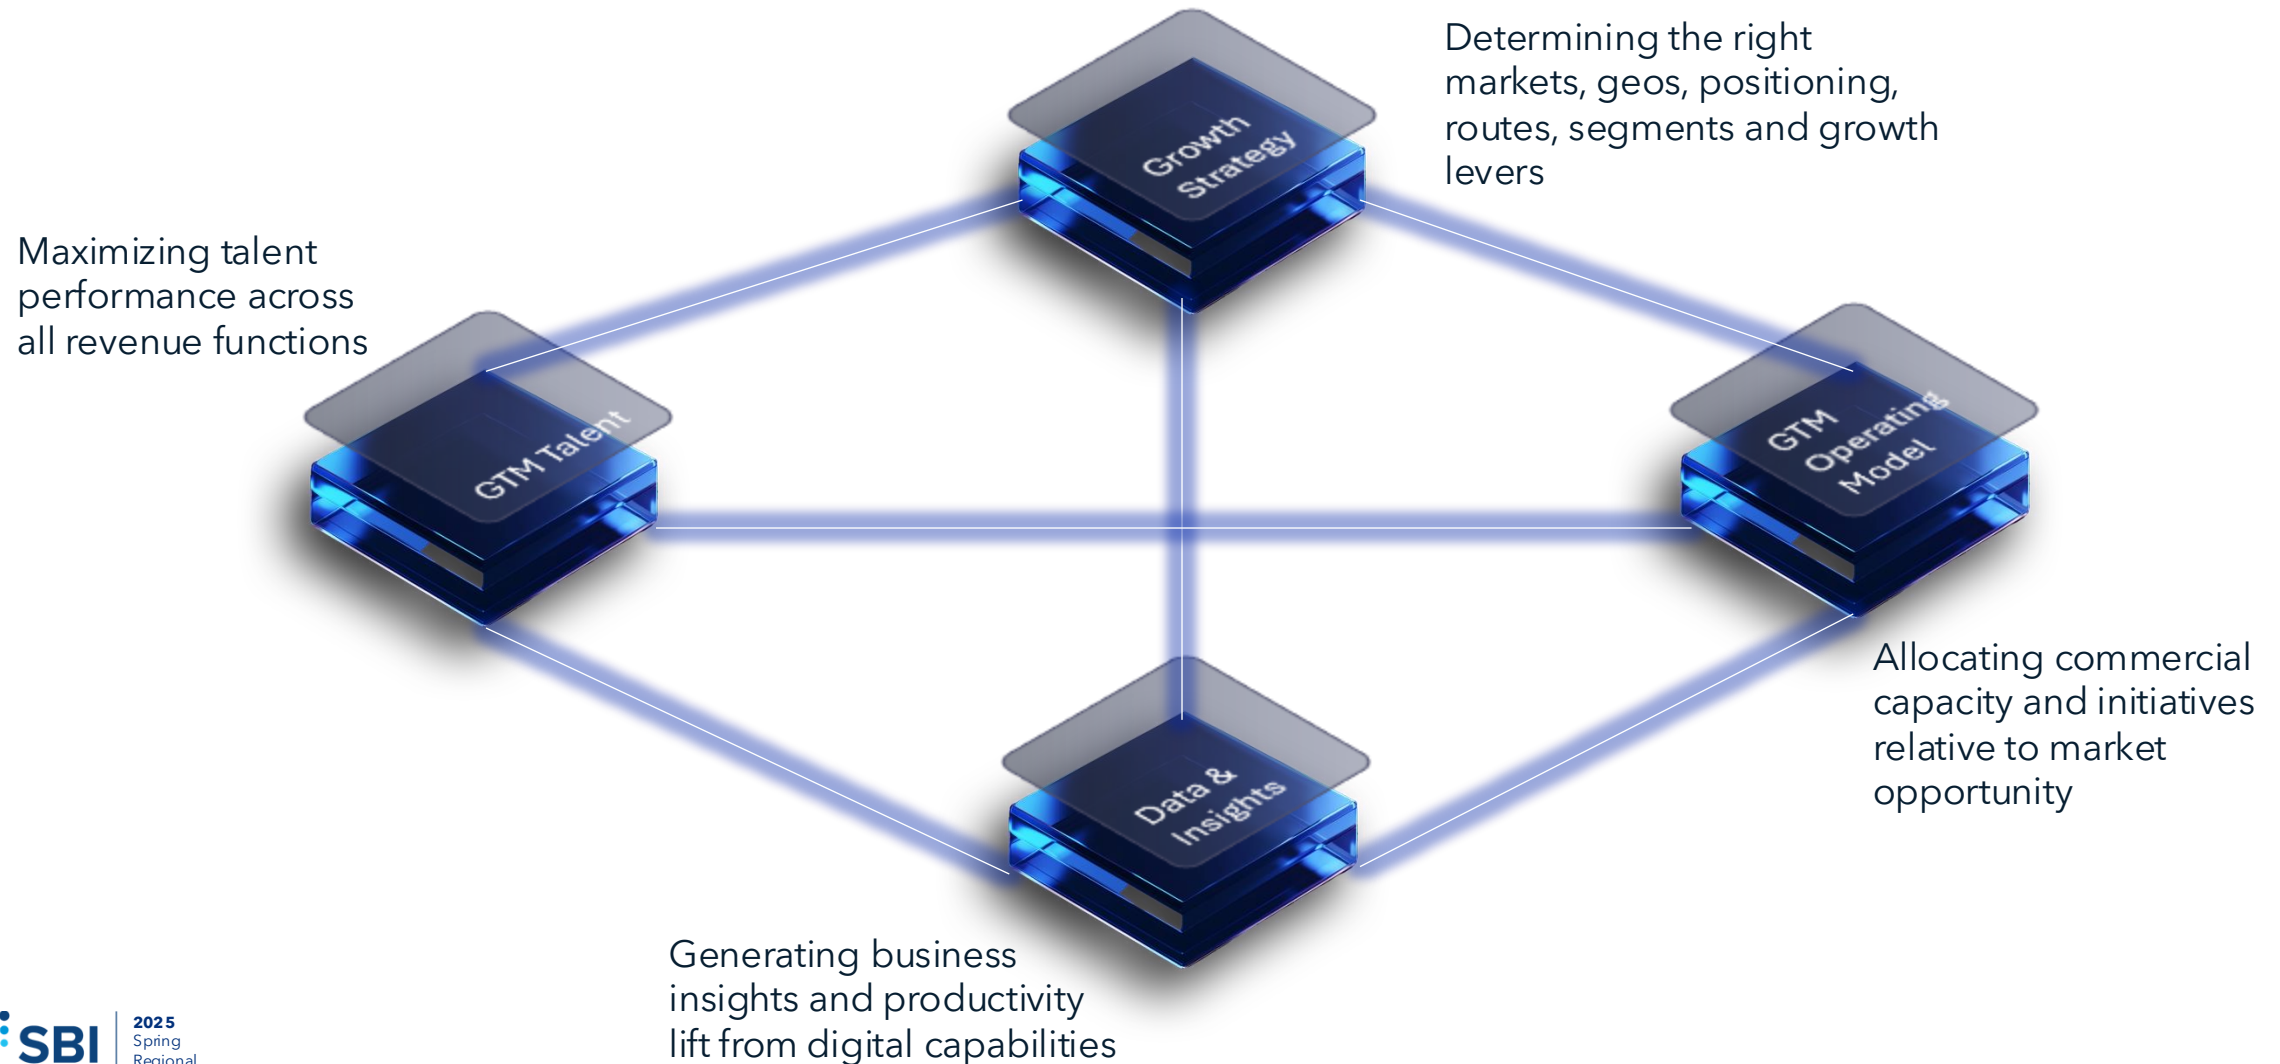 Determining the right
markets, geos, positioning,
routes, segments and growth
levers
Growth
Strategy
Maximizing talent
performance across
all revenue functions
GTM Talent
GTM
Operating
Model
Allocating commercial
capacity and initiatives
relative to market
opportunity
Data &
Insights
Generating business
insights and productivity
lift from digital capabilities
SBI
2025
Spring
Regional